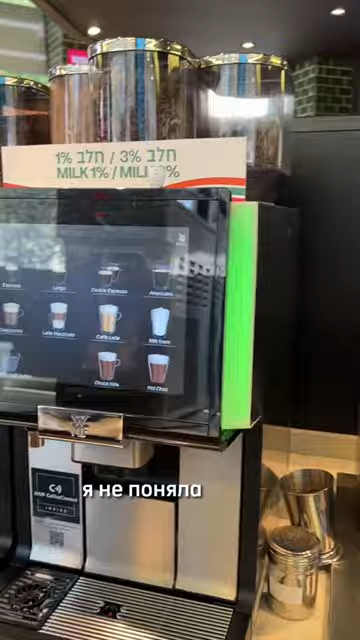 1% חלב / 3% חלב
MILK 1% / MILK
Espresso
Lungo
Double Espresso
Americano
Cappuccino
Latte Macchiato
Caffè Latte
Milk foam
Choco Milk
Hot Choc
WMF
WMF CoffeeConnect
я не поняла